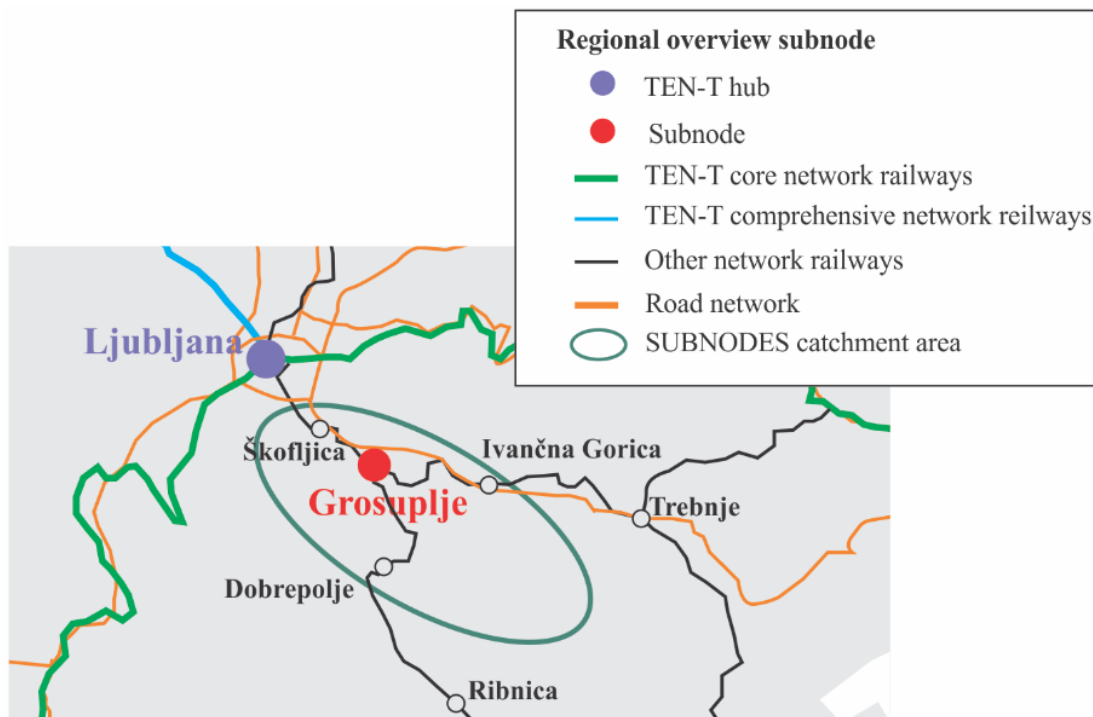 Regional overview subnode
TEN-T hub
Subnode
TEN-T core network railways
TEN-T comprehensive network reilways
Other network railways
Road network
SUBNODES catchment area
Ljubljana
Škofljica
Ivančna Gorica
Grosuplje
Trebnje
Dobrepolje
Ribnica